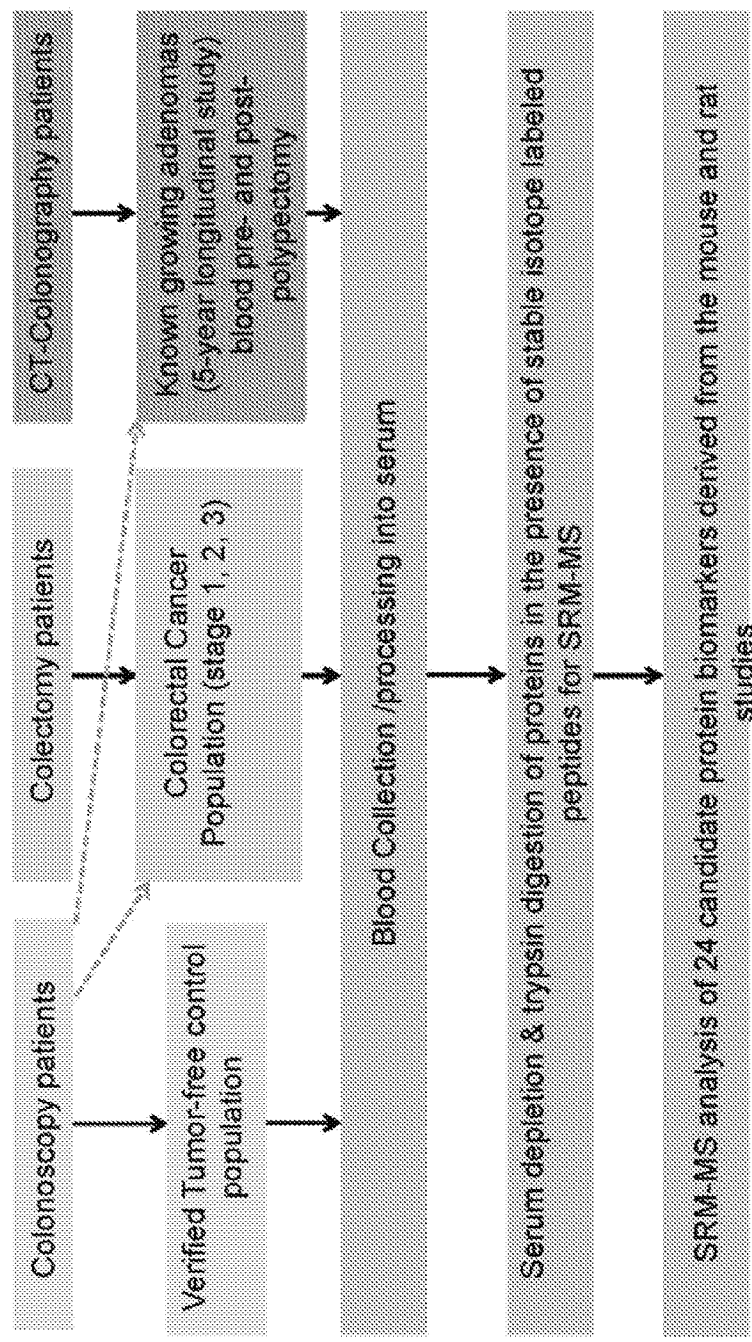 Colonoscopy patients
Colectomy patients
CT-Colonography patients
Verified Tumor-free control
population
Colorectal Cancer
Population (stage 1, 2, 3)
Known growing adenomas
(5-year longitudinal study)
blood pre- and post-
polypectomy
Blood Collection /processing into serum
Serum depletion & trypsin digestion of proteins in the presence of stable isotope labeled
peptides for SRM-MS
SRM-MS analysis of 24 candidate protein biomarkers derived from the mouse and rat
studies